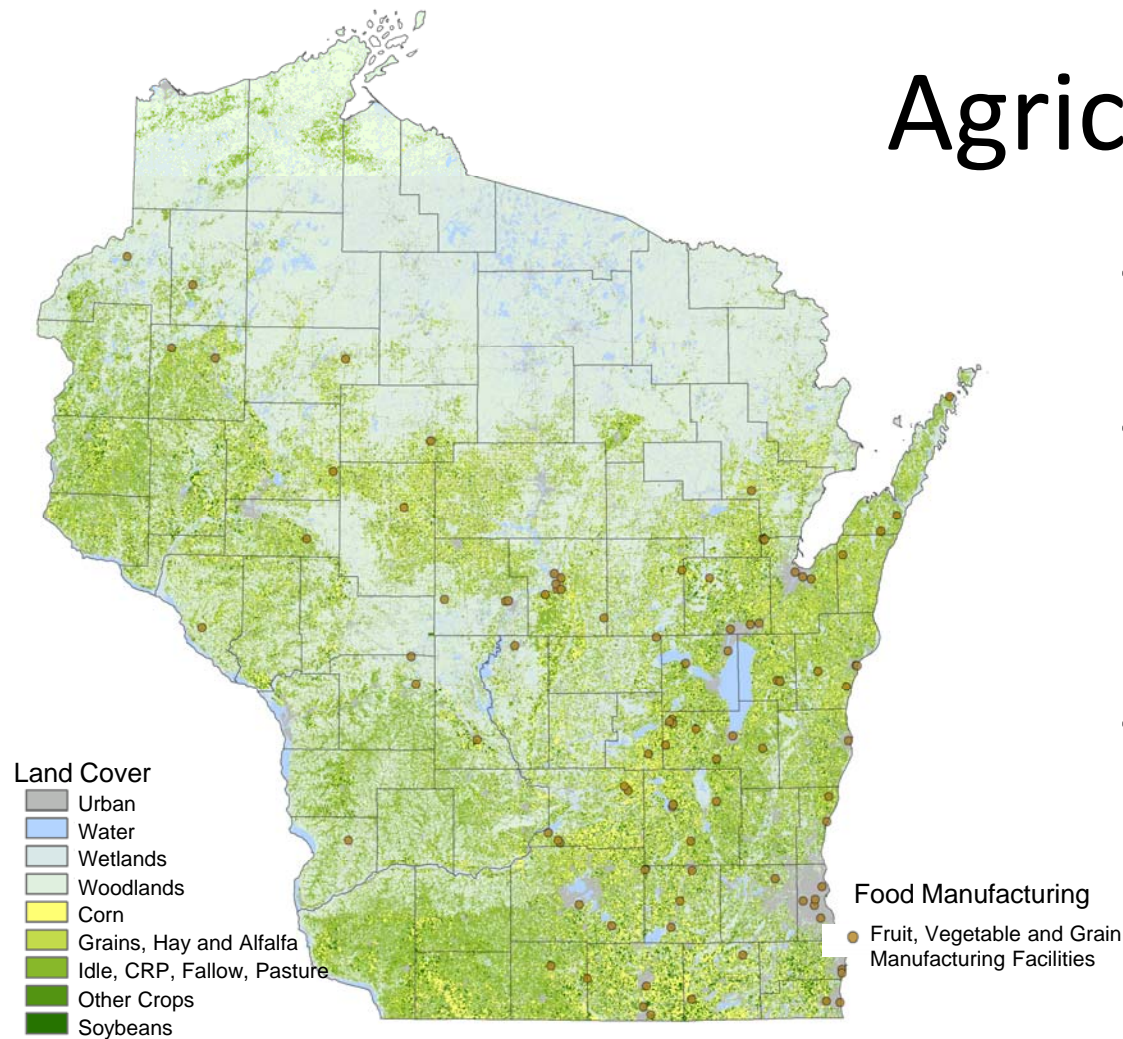 Agric
Land Cover
Urban
Water
Wetlands
Woodlands
Corn
Grains, Hay and Alfalfa
Idle, CRP, Fallow, Pasture
Other Crops
Soybeans
Food Manufacturing
Fruit, Vegetable and Grain
Manufacturing Facilities